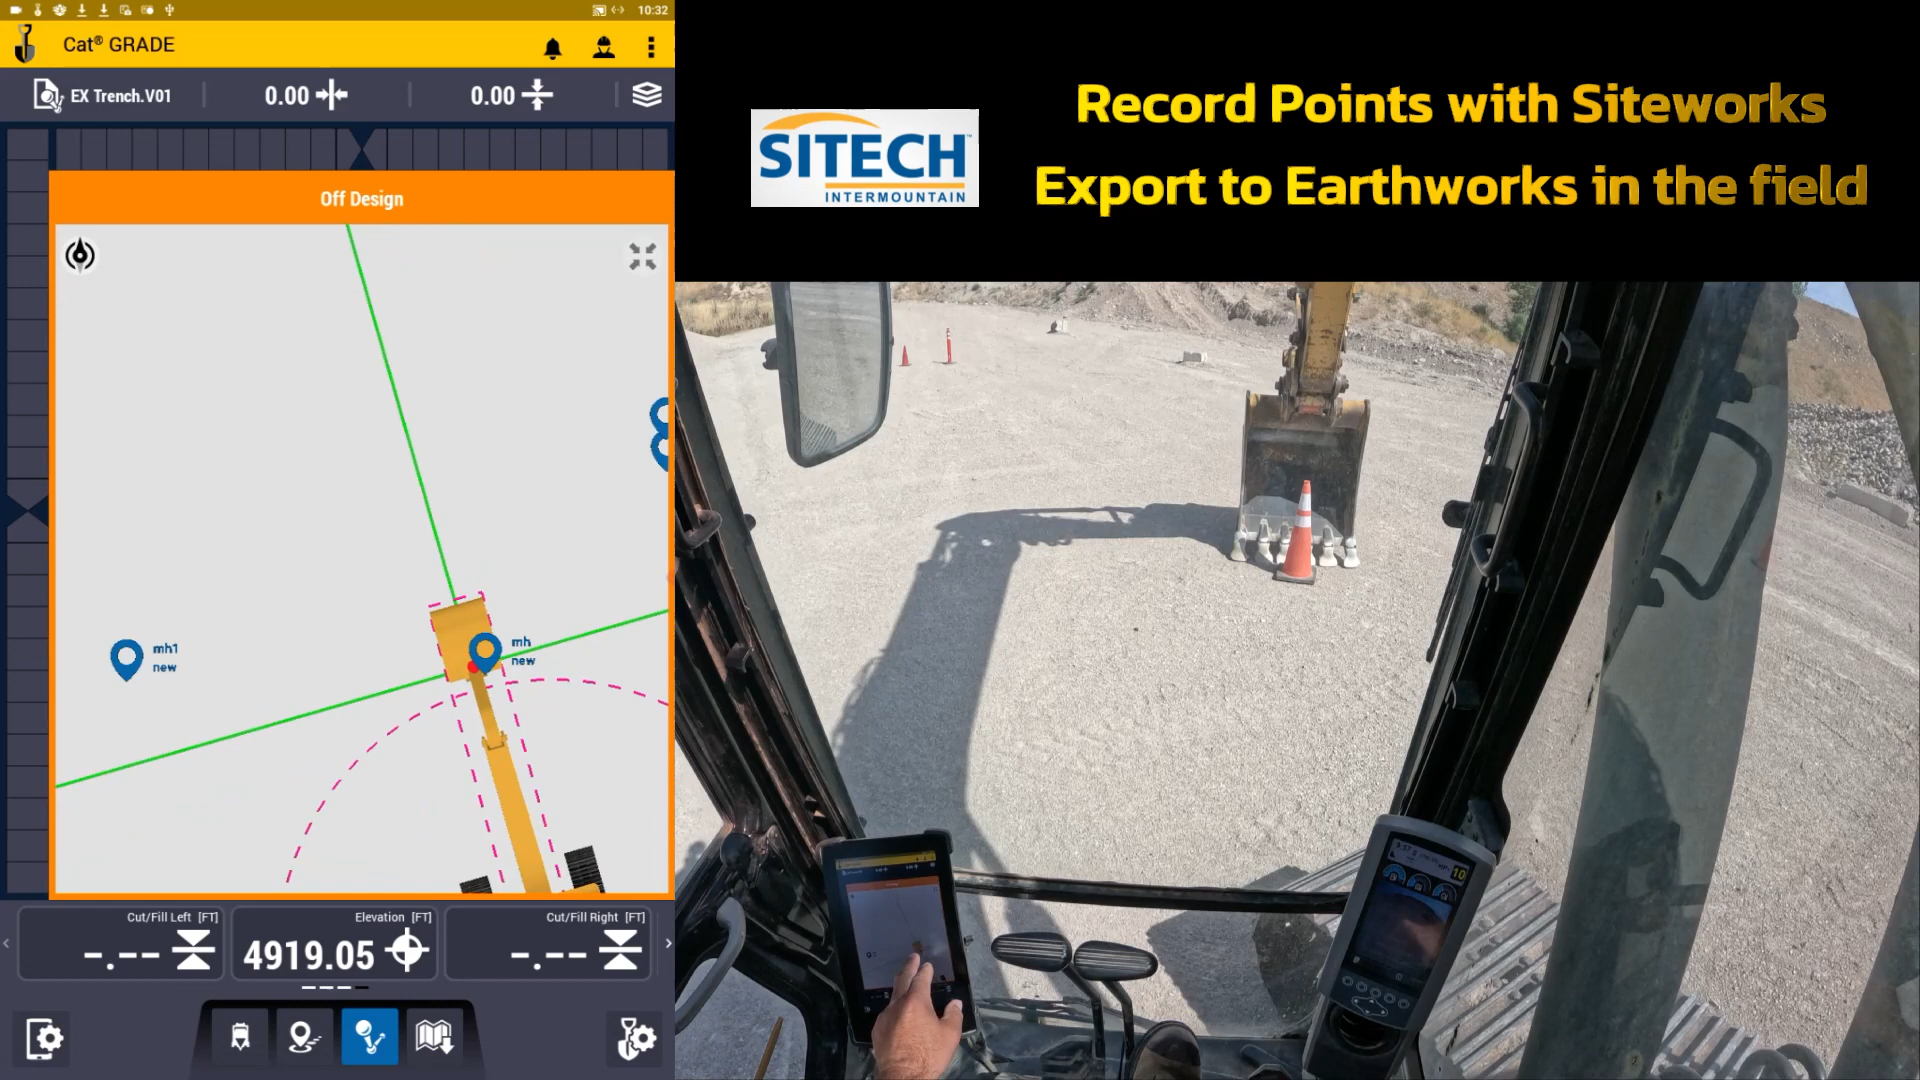 10:32
Cat® GRADE
EX Trench.V01
0.00
0.00
Off Design
mh1
new
mh
new
Cut/Fill Left [FT]
-.--
Elevation [FT]
4919.05
Cut/Fill Right [FT]
-.--
SITECH™
INTERMOUNTAIN
Record Points with Siteworks
Export to Earthworks in the field
10